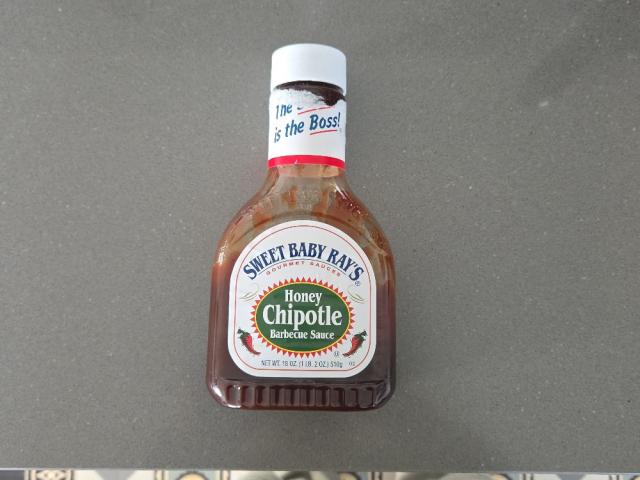 The
is the Boss!
SWEET BABY RAY'S
GOURMET SAUCES
Honey
Chipotle
Barbecue Sauce
NET WT. 18 OZ. (1 LB. 2 OZ.) 510g